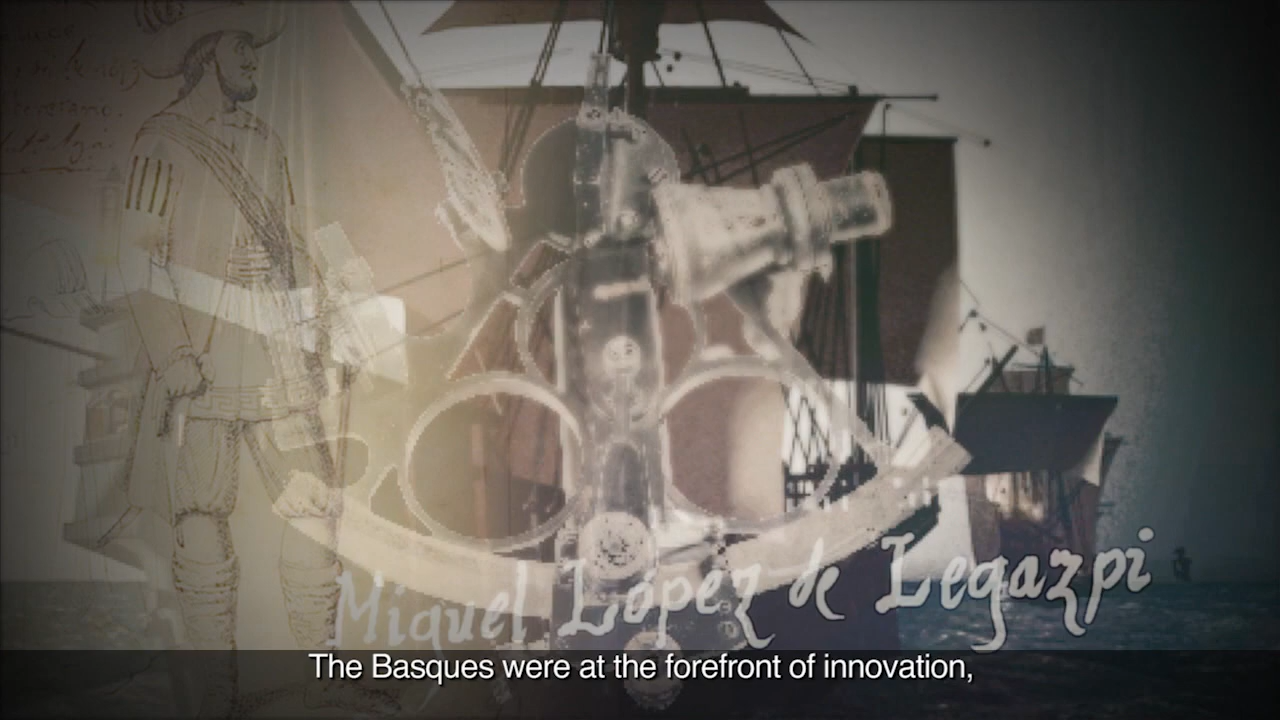 Miguel López de Legazpi
The Basques were at the forefront of innovation,